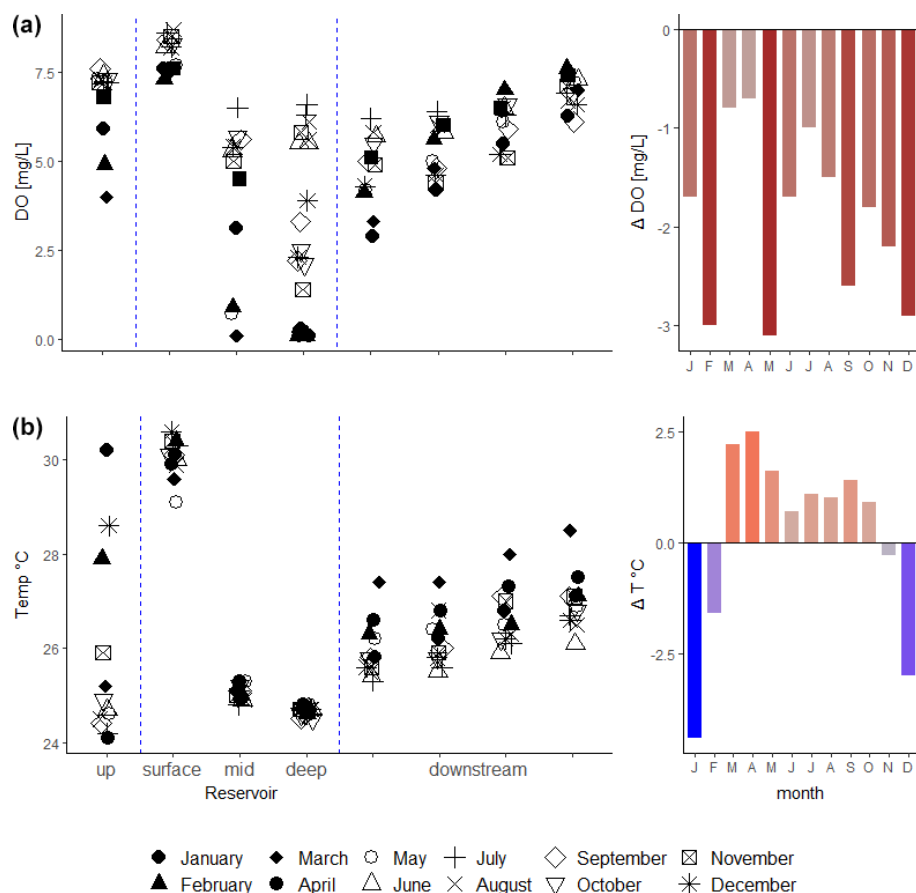 (a)
DO [mg/L]
7.5
5.0
2.5
0.0
Δ DO [mg/L]
0
-1
-2
-3
J F M A M J J A S O N D
(b)
Temp °C
30
28
26
24
up surface mid deep downstream
Reservoir
Δ T °C
2.5
0.0
-2.5
J F M A M J J A S O N D
month
January March May July September November
February April June August October December